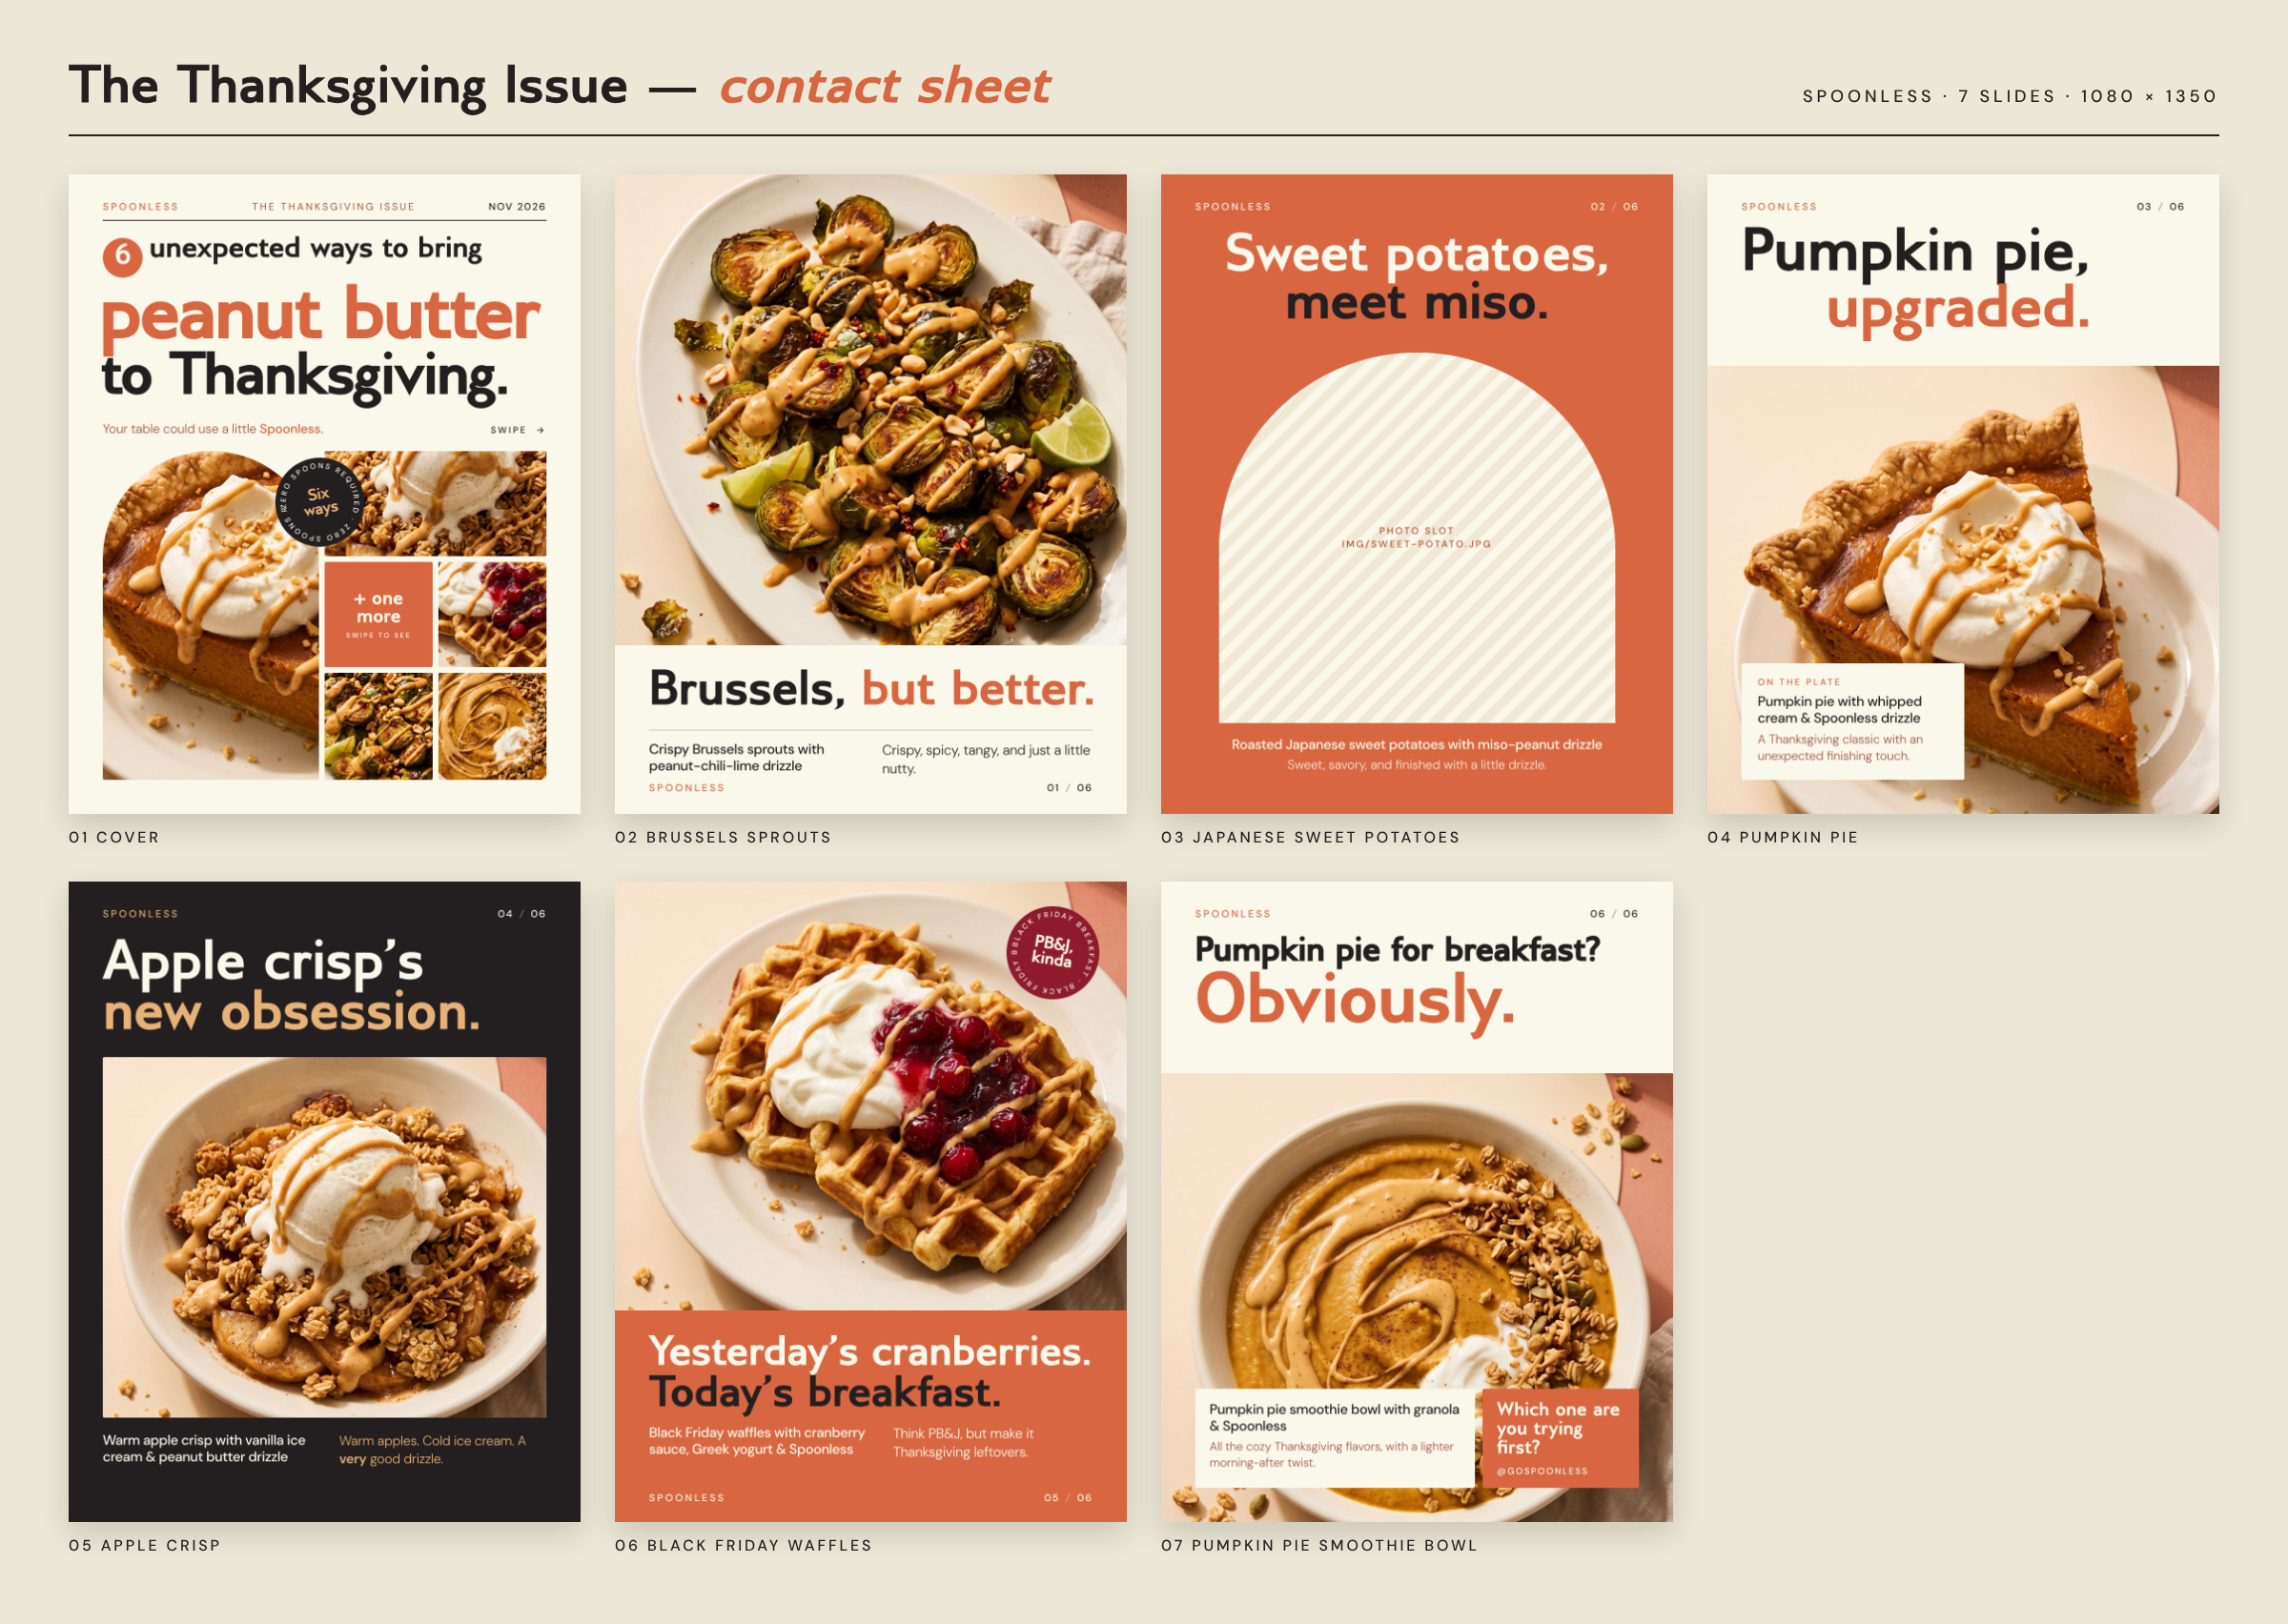 The Thanksgiving Issue — contact sheet
SPOONLESS · 7 SLIDES · 1080 × 1350
SPOONLESS
THE THANKSGIVING ISSUE
NOV 2026
6 unexpected ways to bring
peanut butter
to Thanksgiving.
Your table could use a little Spoonless.
SWIPE →
ZERO SPOONS REQUIRED · ZERO SPOONS R
Six
ways
+ one
more
SWIPE TO SEE
01 COVER
Brussels, but better.
Crispy Brussels sprouts with
peanut-chili-lime drizzle
Crispy, spicy, tangy, and just a little
nutty.
SPOONLESS
01 / 06
02 BRUSSELS SPROUTS
SPOONLESS
02 / 06
Sweet potatoes,
meet miso.
PHOTO SLOT
IMG/SWEET-POTATO.JPG
Roasted Japanese sweet potatoes with miso-peanut drizzle
Sweet, savory, and finished with a little drizzle.
03 JAPANESE SWEET POTATOES
SPOONLESS
03 / 06
Pumpkin pie,
upgraded.
ON THE PLATE
Pumpkin pie with whipped
cream & Spoonless drizzle
A Thanksgiving classic with an
unexpected finishing touch.
04 PUMPKIN PIE
SPOONLESS
04 / 06
Apple crisp’s
new obsession.
Warm apple crisp with vanilla ice
cream & peanut butter drizzle
Warm apples. Cold ice cream. A
very good drizzle.
05 APPLE CRISP
BLACK FRIDAY BREAKFAST · BLACK FRIDAY B
PB&J,
kinda
Yesterday’s cranberries.
Today’s breakfast.
Black Friday waffles with cranberry
sauce, Greek yogurt & Spoonless
Think PB&J, but make it
Thanksgiving leftovers.
SPOONLESS
05 / 06
06 BLACK FRIDAY WAFFLES
SPOONLESS
06 / 06
Pumpkin pie for breakfast?
Obviously.
Pumpkin pie smoothie bowl with granola
& Spoonless
All the cozy Thanksgiving flavors, with a lighter
morning-after twist.
Which one are
you trying
first?
@GOSPOONLESS
07 PUMPKIN PIE SMOOTHIE BOWL